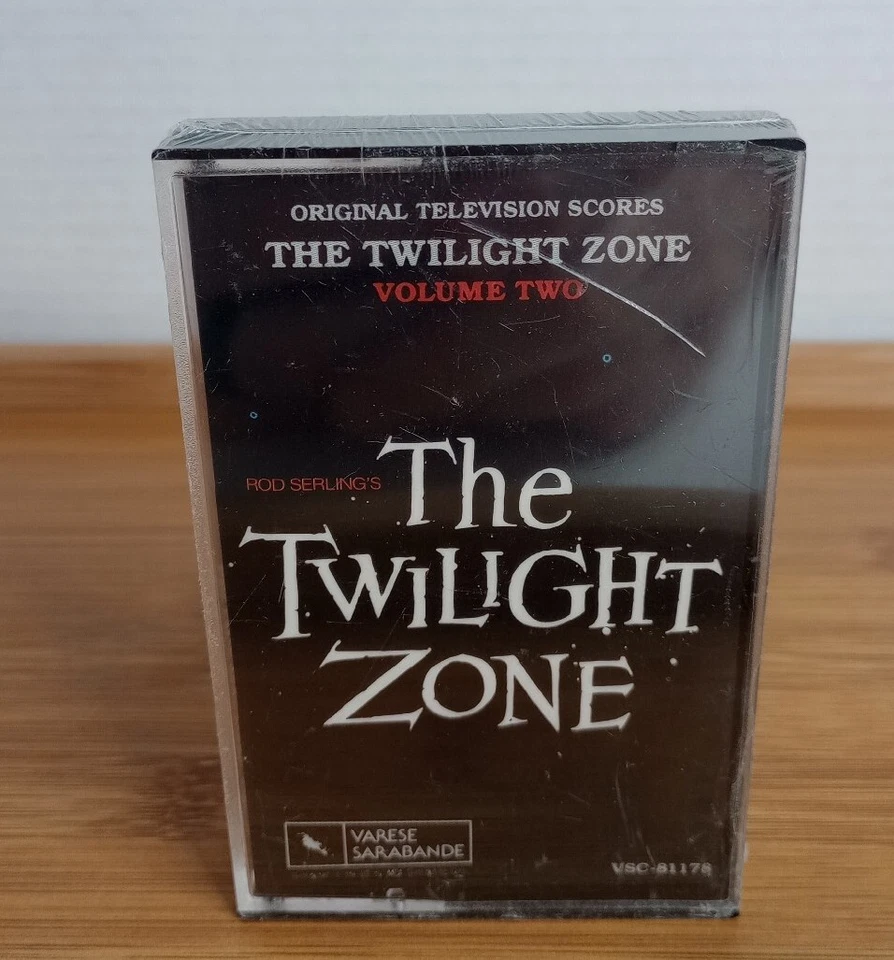 ORIGINAL TELEVISION SCORES
THE TWILIGHT ZONE
VOLUME TWO
ROD SERLING'S
The
TWILIGHT
ZONE
VARESE
SARABANDE
VSC-81178